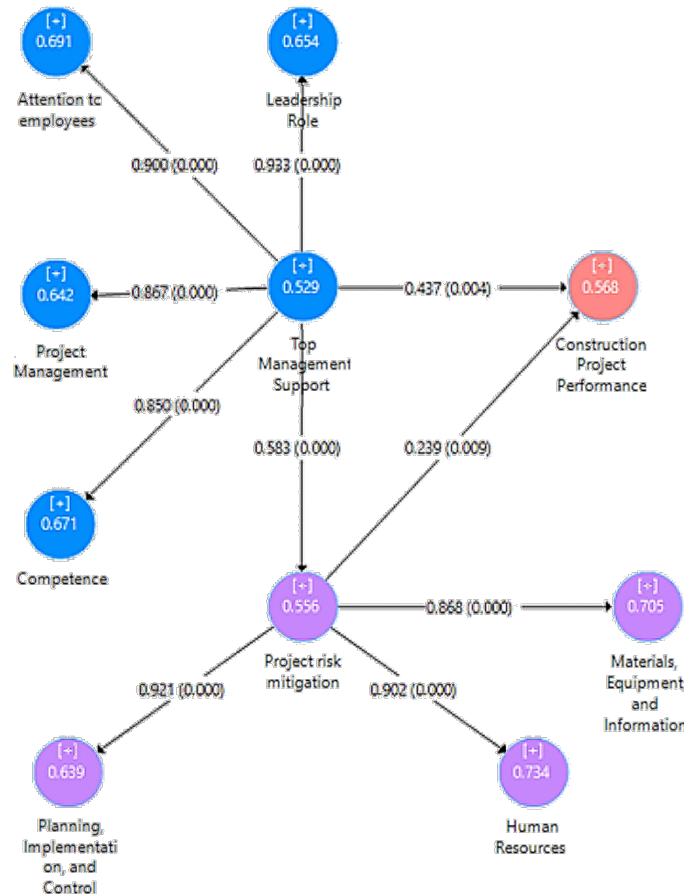 [+]
0.691
Attention to
employees
[+]
0.654
Leadership
Role
0.900 (0.000)
0.933 (0.000)
[+]
0.642
Project
Management
0.867 (0.000)
[+]
0.529
Top
Management
Support
0.437 (0.004)
[+]
0.568
Construction
Project
Performance
0.850 (0.000)
0.583 (0.000)
0.239 (0.009)
[+]
0.671
Competence
[+]
0.556
Project risk
mitigation
0.868 (0.000)
[+]
0.705
Materials,
Equipment,
and
Information
0.921 (0.000)
0.902 (0.000)
[+]
0.639
Planning,
Implementati
on, and
Control
[+]
0.734
Human
Resources